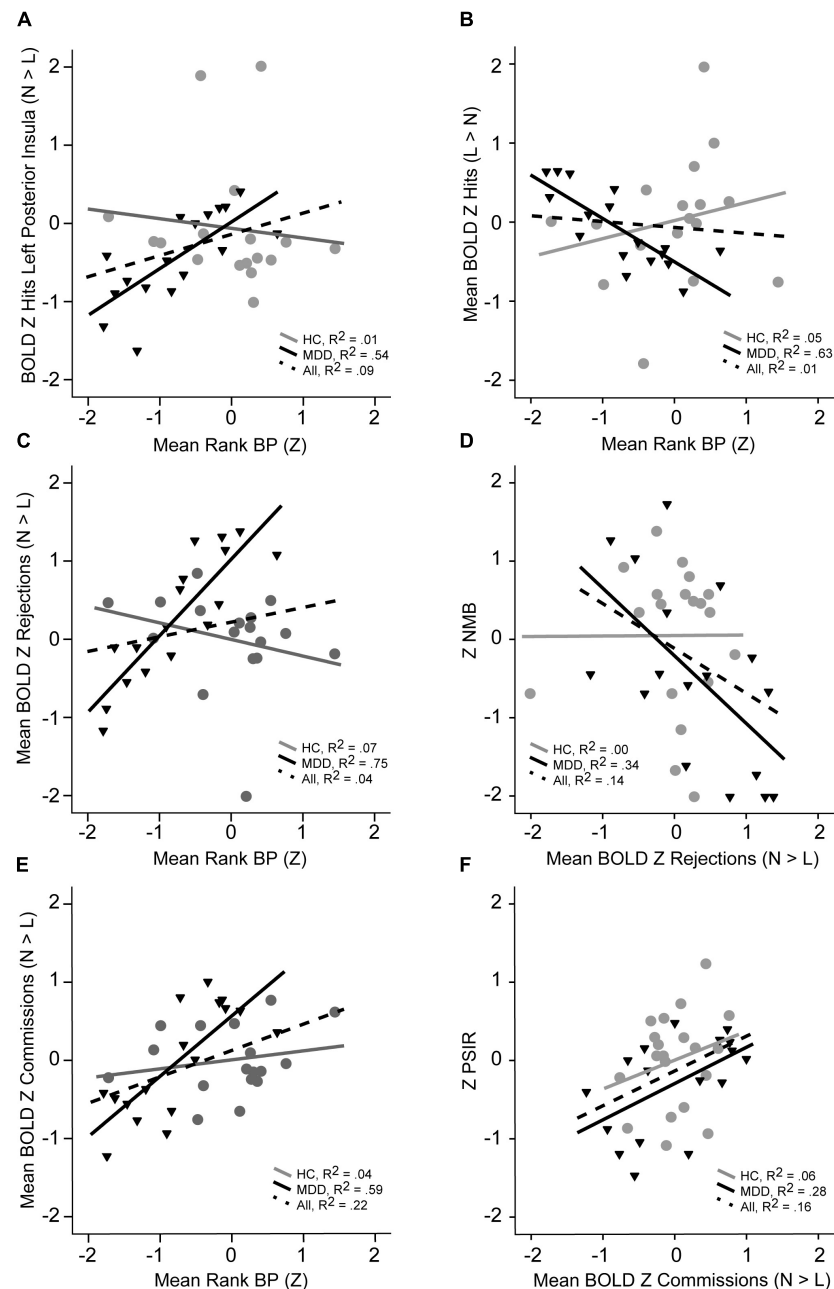 A
BOLD Z Hits Left Posterior Insula (N > L)
2
1
0
-1
-2
HC, R2 = .01
MDD, R2 = .54
All, R2 = .09
-2 -1 0 1 2
Mean Rank BP (Z)
B
Mean BOLD Z Hits (L > N)
2
1
0
-1
-2
HC, R2 = .05
MDD, R2 = .63
All, R2 = .01
-2 -1 0 1 2
Mean Rank BP (Z)
C
Mean BOLD Z Rejections (N > L)
2
1
0
-1
-2
HC, R2 = .07
MDD, R2 = .75
All, R2 = .04
-2 -1 0 1 2
Mean Rank BP (Z)
D
Z NMB
2
1
0
-1
-2
HC, R2 = .00
MDD, R2 = .34
All, R2 = .14
-2 -1 0 1 2
Mean BOLD Z Rejections (N > L)
E
Mean BOLD Z Commissions (N > L)
2
1
0
-1
-2
HC, R2 = .04
MDD, R2 = .59
All, R2 = .22
-2 -1 0 1 2
Mean Rank BP (Z)
F
Z PSIR
2
1
0
-1
-2
HC, R2 = .06
MDD, R2 = .28
All, R2 = .16
-2 -1 0 1 2
Mean BOLD Z Commissions (N > L)